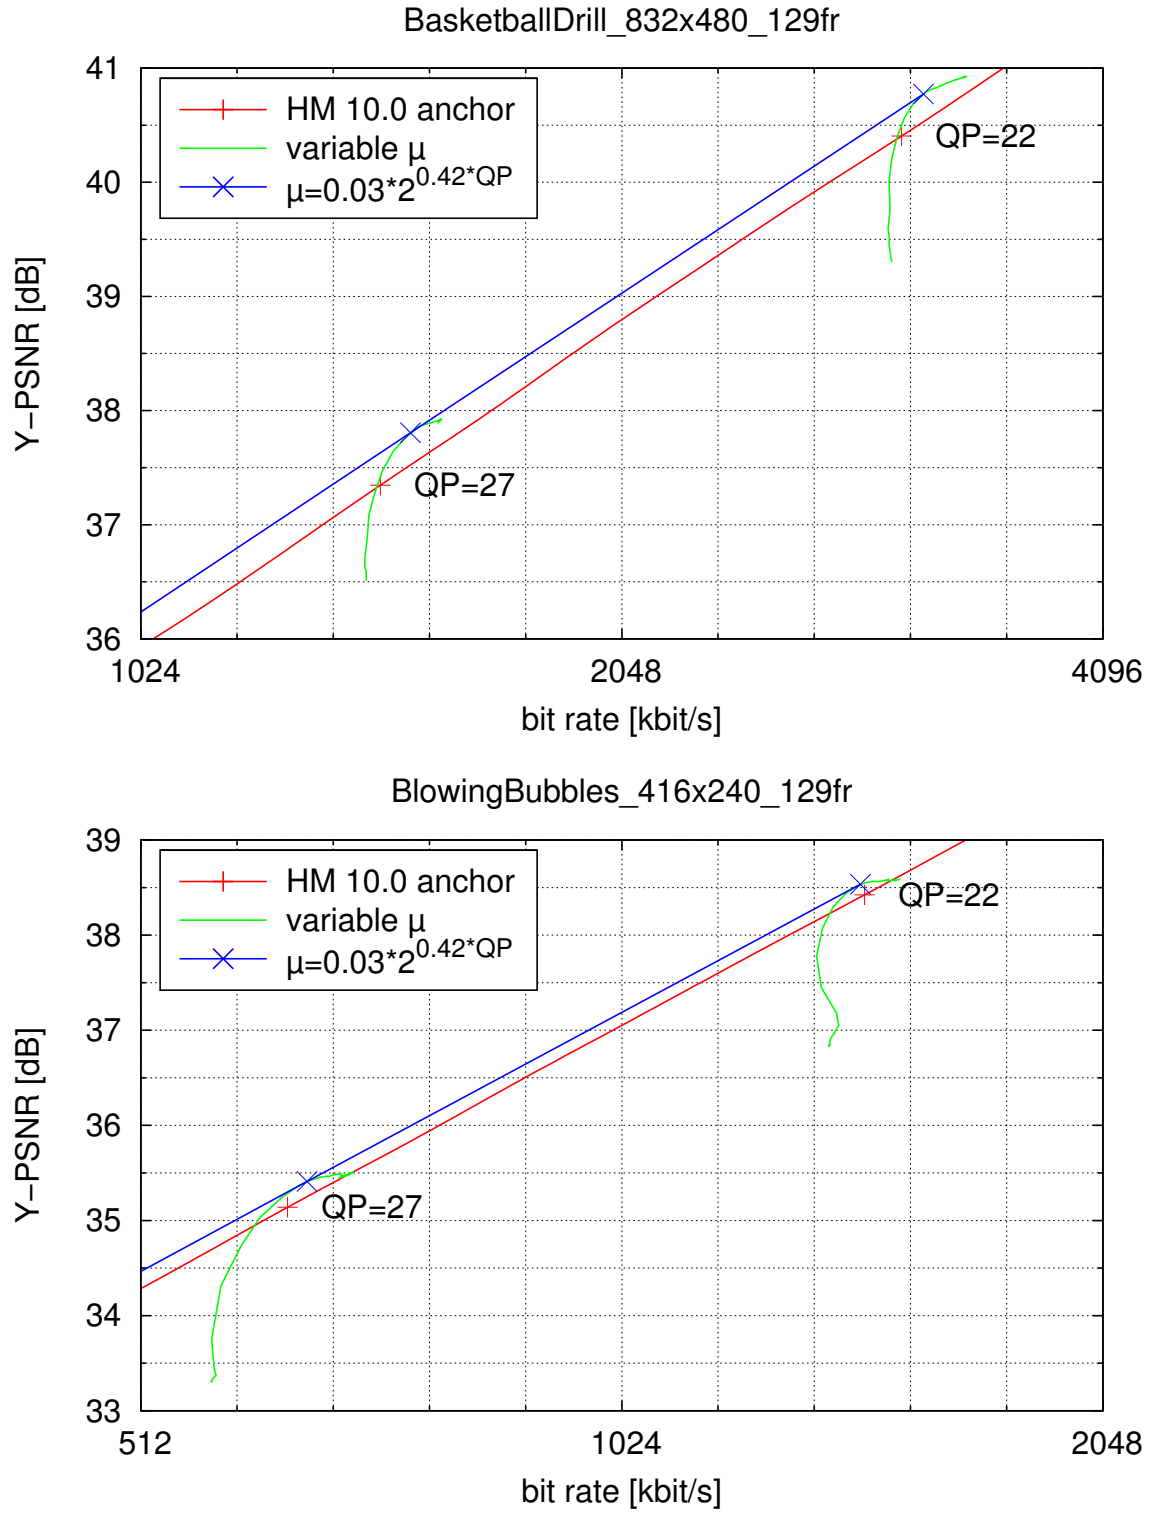 BasketballDrill_832x480_129fr
41
40
39
38
37
36
Y−PSNR [dB]
HM 10.0 anchor
variable μ
μ=0.03*2^0.42*QP
QP=22
QP=27
1024
2048
4096
bit rate [kbit/s]
BlowingBubbles_416x240_129fr
39
38
37
36
35
34
33
Y−PSNR [dB]
HM 10.0 anchor
variable μ
μ=0.03*2^0.42*QP
QP=22
QP=27
512
1024
2048
bit rate [kbit/s]